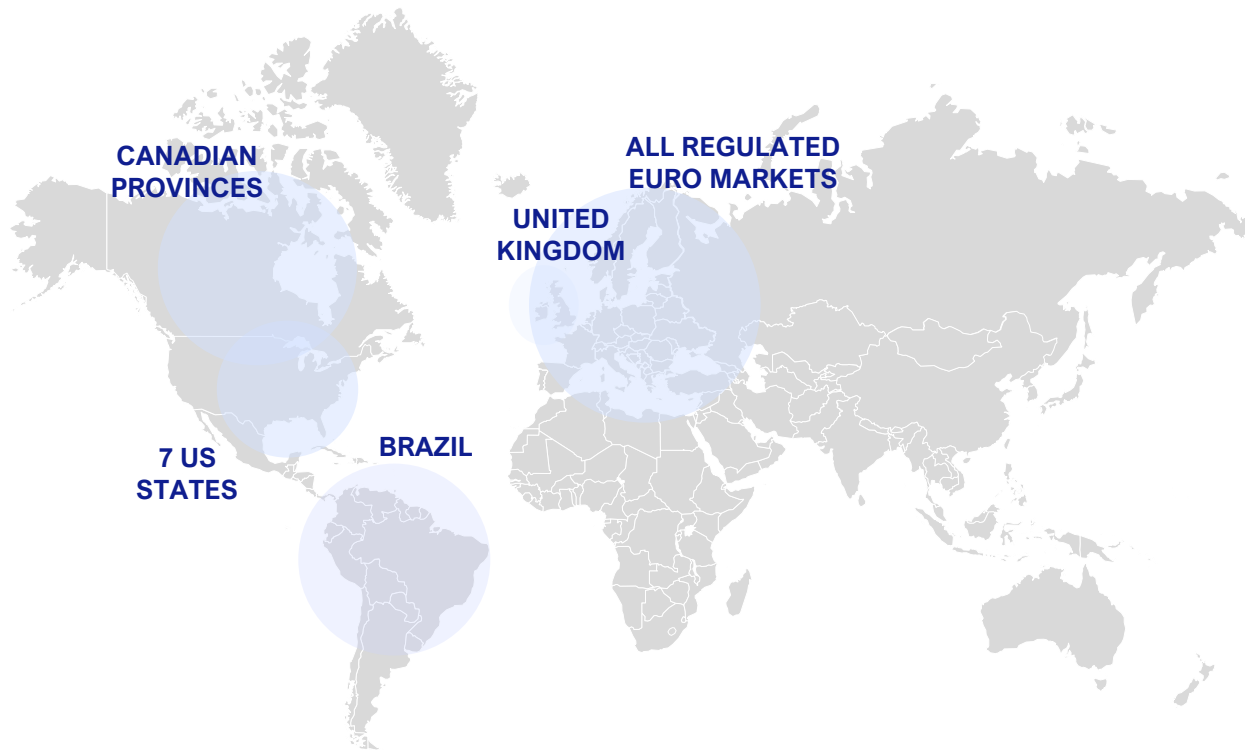 CANADIAN
PROVINCES
ALL REGULATED
EURO MARKETS
UNITED
KINGDOM
7 US
STATES
BRAZIL